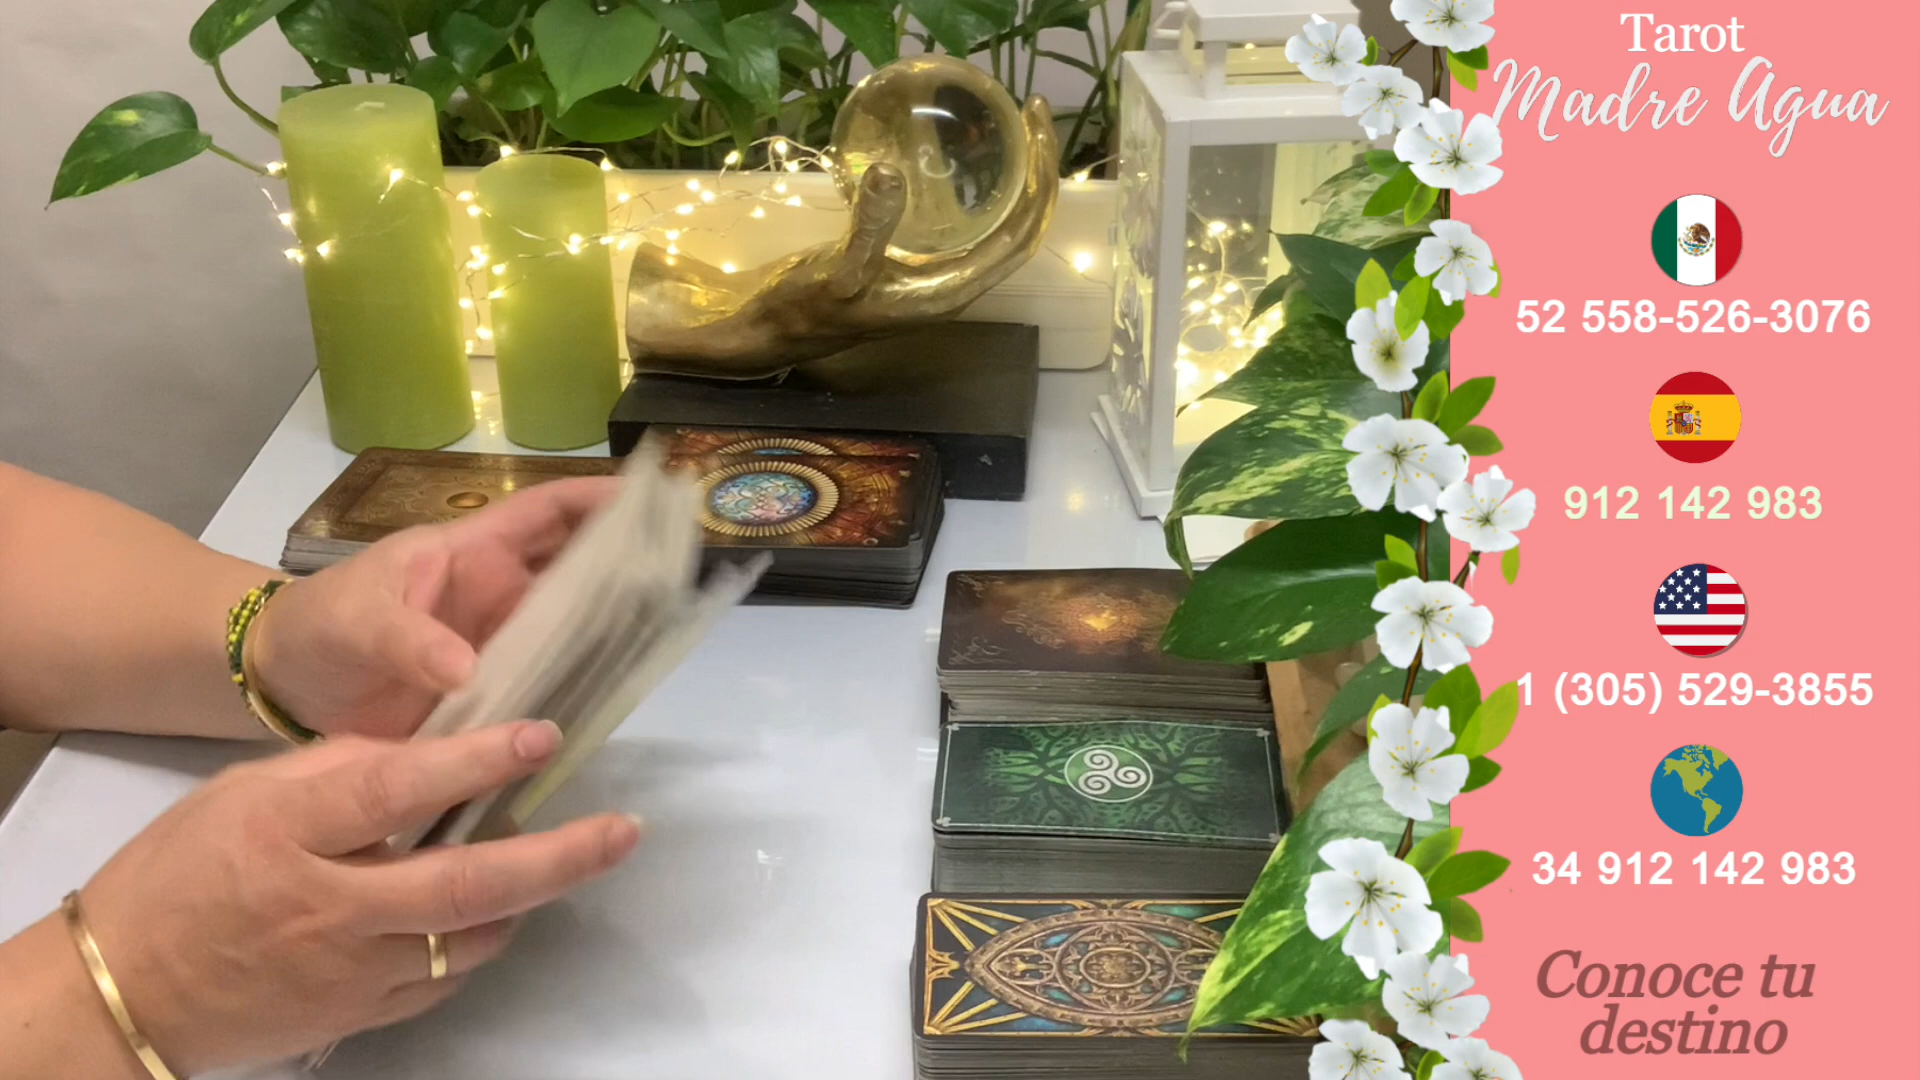 Tarot
Madre Agua
52 558-526-3076
912 142 983
1 (305) 529-3855
34 912 142 983
Conoce tu
destino